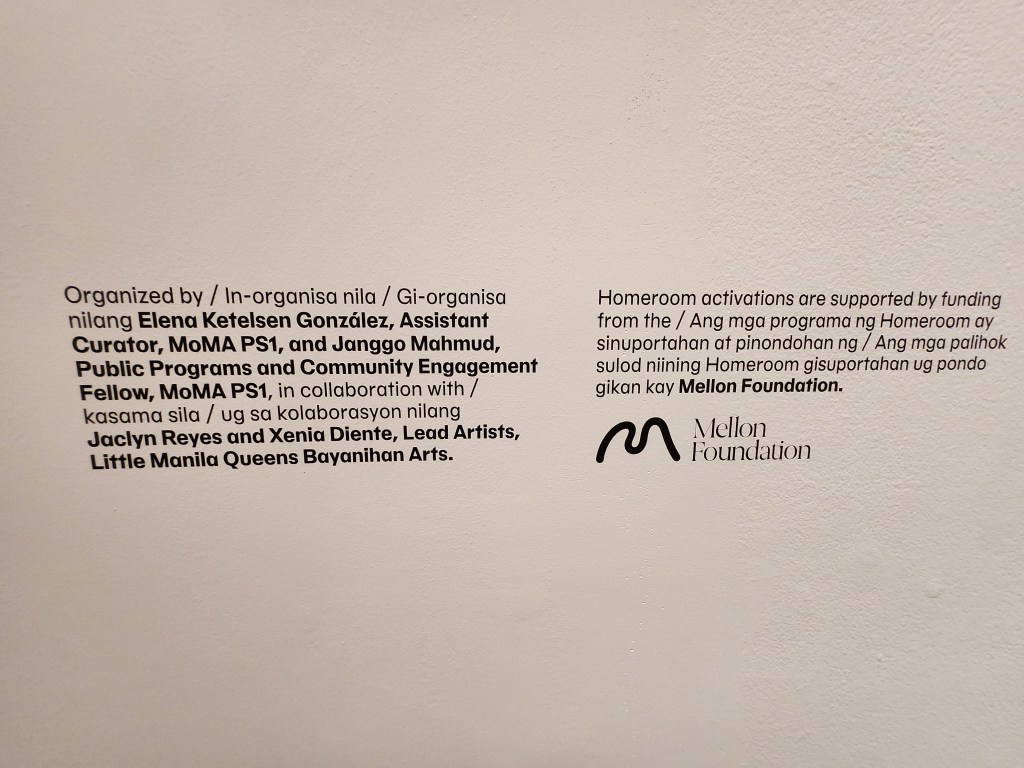 Organized by / In-organisa nila / Gi-organisa
nilang Elena Ketelsen González, Assistant
Curator, MoMA PS1, and Janggo Mahmud,
Public Programs and Community Engagement
Fellow, MoMA PS1, in collaboration with /
kasama sila / ug sa kolaborasyon nilang
Jaclyn Reyes and Xenia Diente, Lead Artists,
Little Manila Queens Bayanihan Arts.
Homeroom activations are supported by funding
from the / Ang mga programa ng Homeroom ay
sinuportahan at pinondohan ng / Ang mga palihok
sulod niining Homeroom gisuportahan ug pondo
gikan kay Mellon Foundation.
Mellon
Foundation